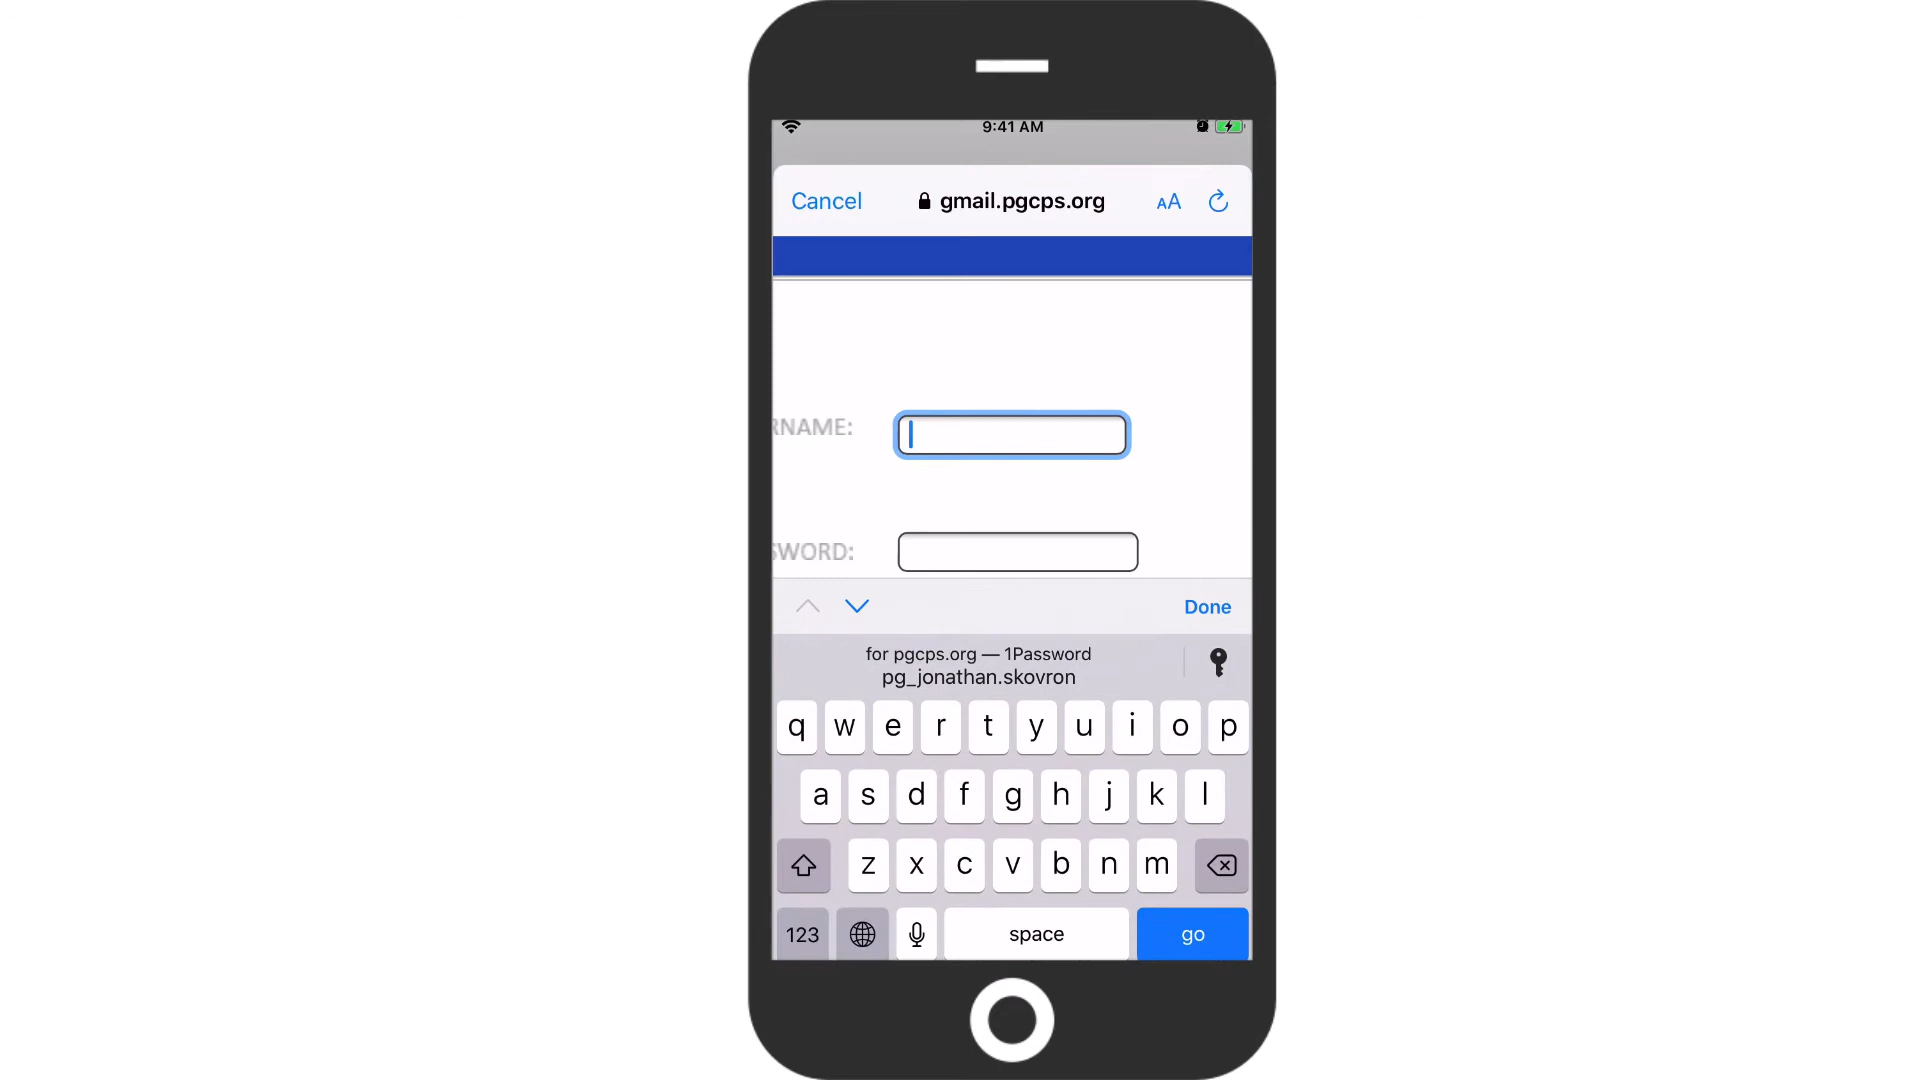 9:41 AM
Cancel
gmail.pgcps.org
AA
RNAME:
SWORD:
Done
for pgcps.org — 1Password
pg_jonathan.skovron
q w e r t y u i o p
a s d f g h j k l
z x c v b n m
123
space
go